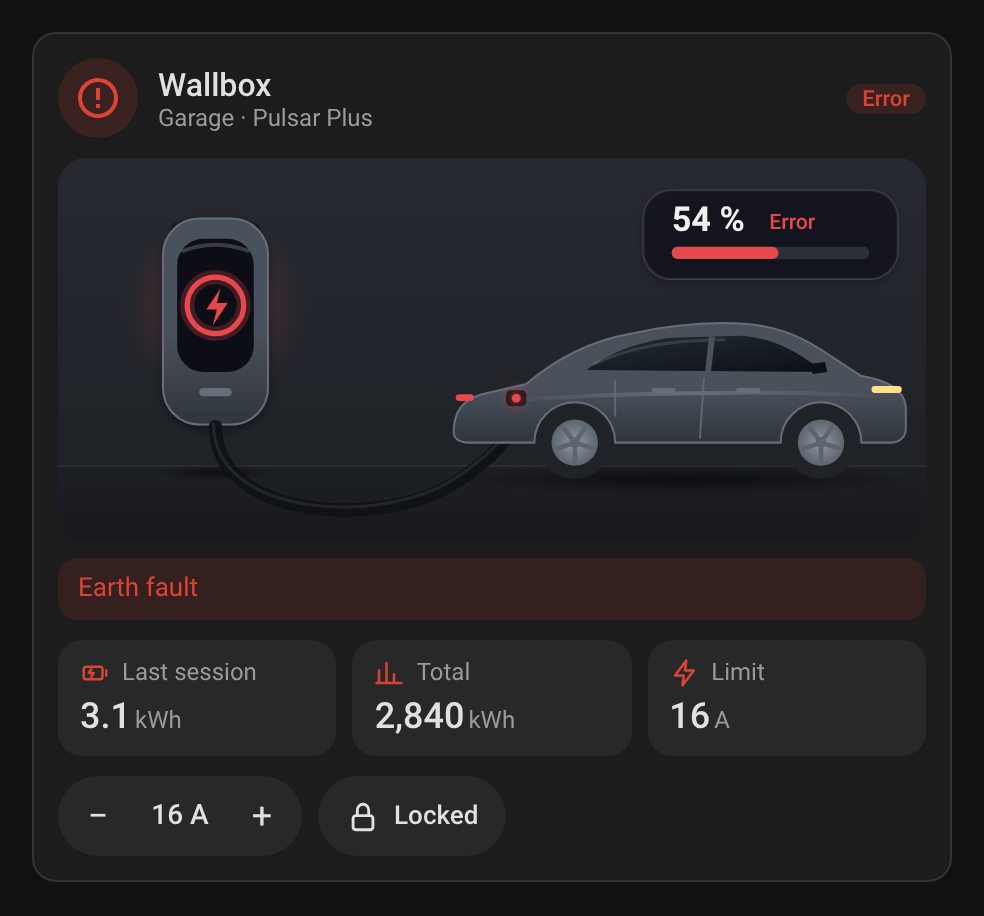 Wallbox
Garage · Pulsar Plus
Error
54 % Error
Earth fault
Last session
3.1 kWh
Total
2,840 kWh
Limit
16 A
− 16 A +
Locked